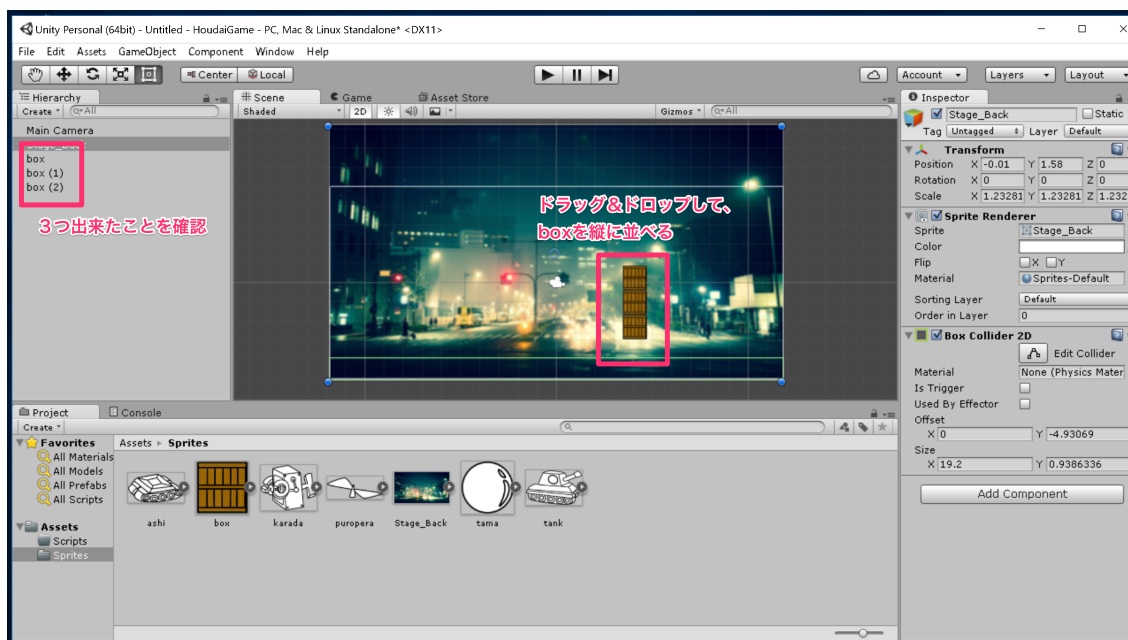 Unity Personal (64bit) - Untitled - HoudaiGame - PC, Mac & Linux Standalone* <DX11>
File Edit Assets GameObject Component Window Help
Center Local Account Layers Layout
Hierarchy
Create All
Main Camera
Stage_Back
box
box (1)
box (2)
３つ出来たことを確認
Scene Game Asset Store
Shaded 2D Gizmos All
ドラッグ&ドロップして、
boxを縦に並べる
Inspector
Stage_Back Static
Tag Untagged Layer Default
Transform
Position X -0.01 Y 1.58 Z 0
Rotation X 0 Y 0 Z 0
Scale X 1.23281 Y 1.23281 Z 1.232
Sprite Renderer
Sprite Stage_Back
Color
Flip X Y
Material Sprites-Default
Sorting Layer Default
Order in Layer 0
Box Collider 2D
Edit Collider
Material None (Physics Mater
Is Trigger
Used By Effector
Offset
X 0 Y -4.93069
Size
X 19.2 Y 0.9386336
Add Component
Project Console
Create
Favorites
All Materials
All Models
All Prefabs
All Scripts
Assets
Scripts
Sprites
Assets ▸ Sprites
ashi box karada puropera Stage_Back tama tank